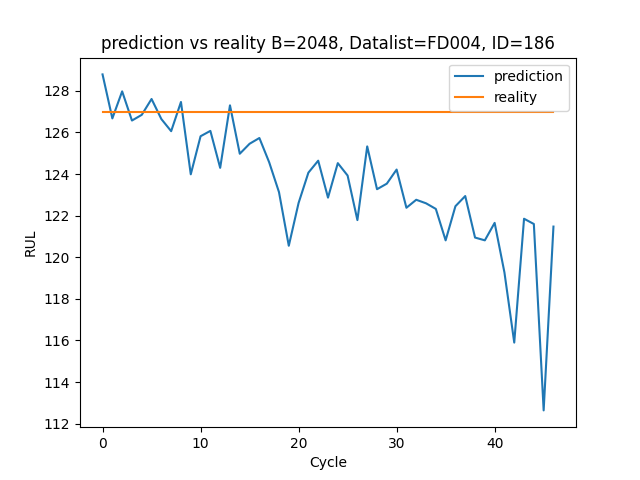 prediction vs reality B=2048, Datalist=FD004, ID=186
prediction
reality
128
126
124
122
120
118
116
114
112
RUL
0 10 20 30 40
Cycle